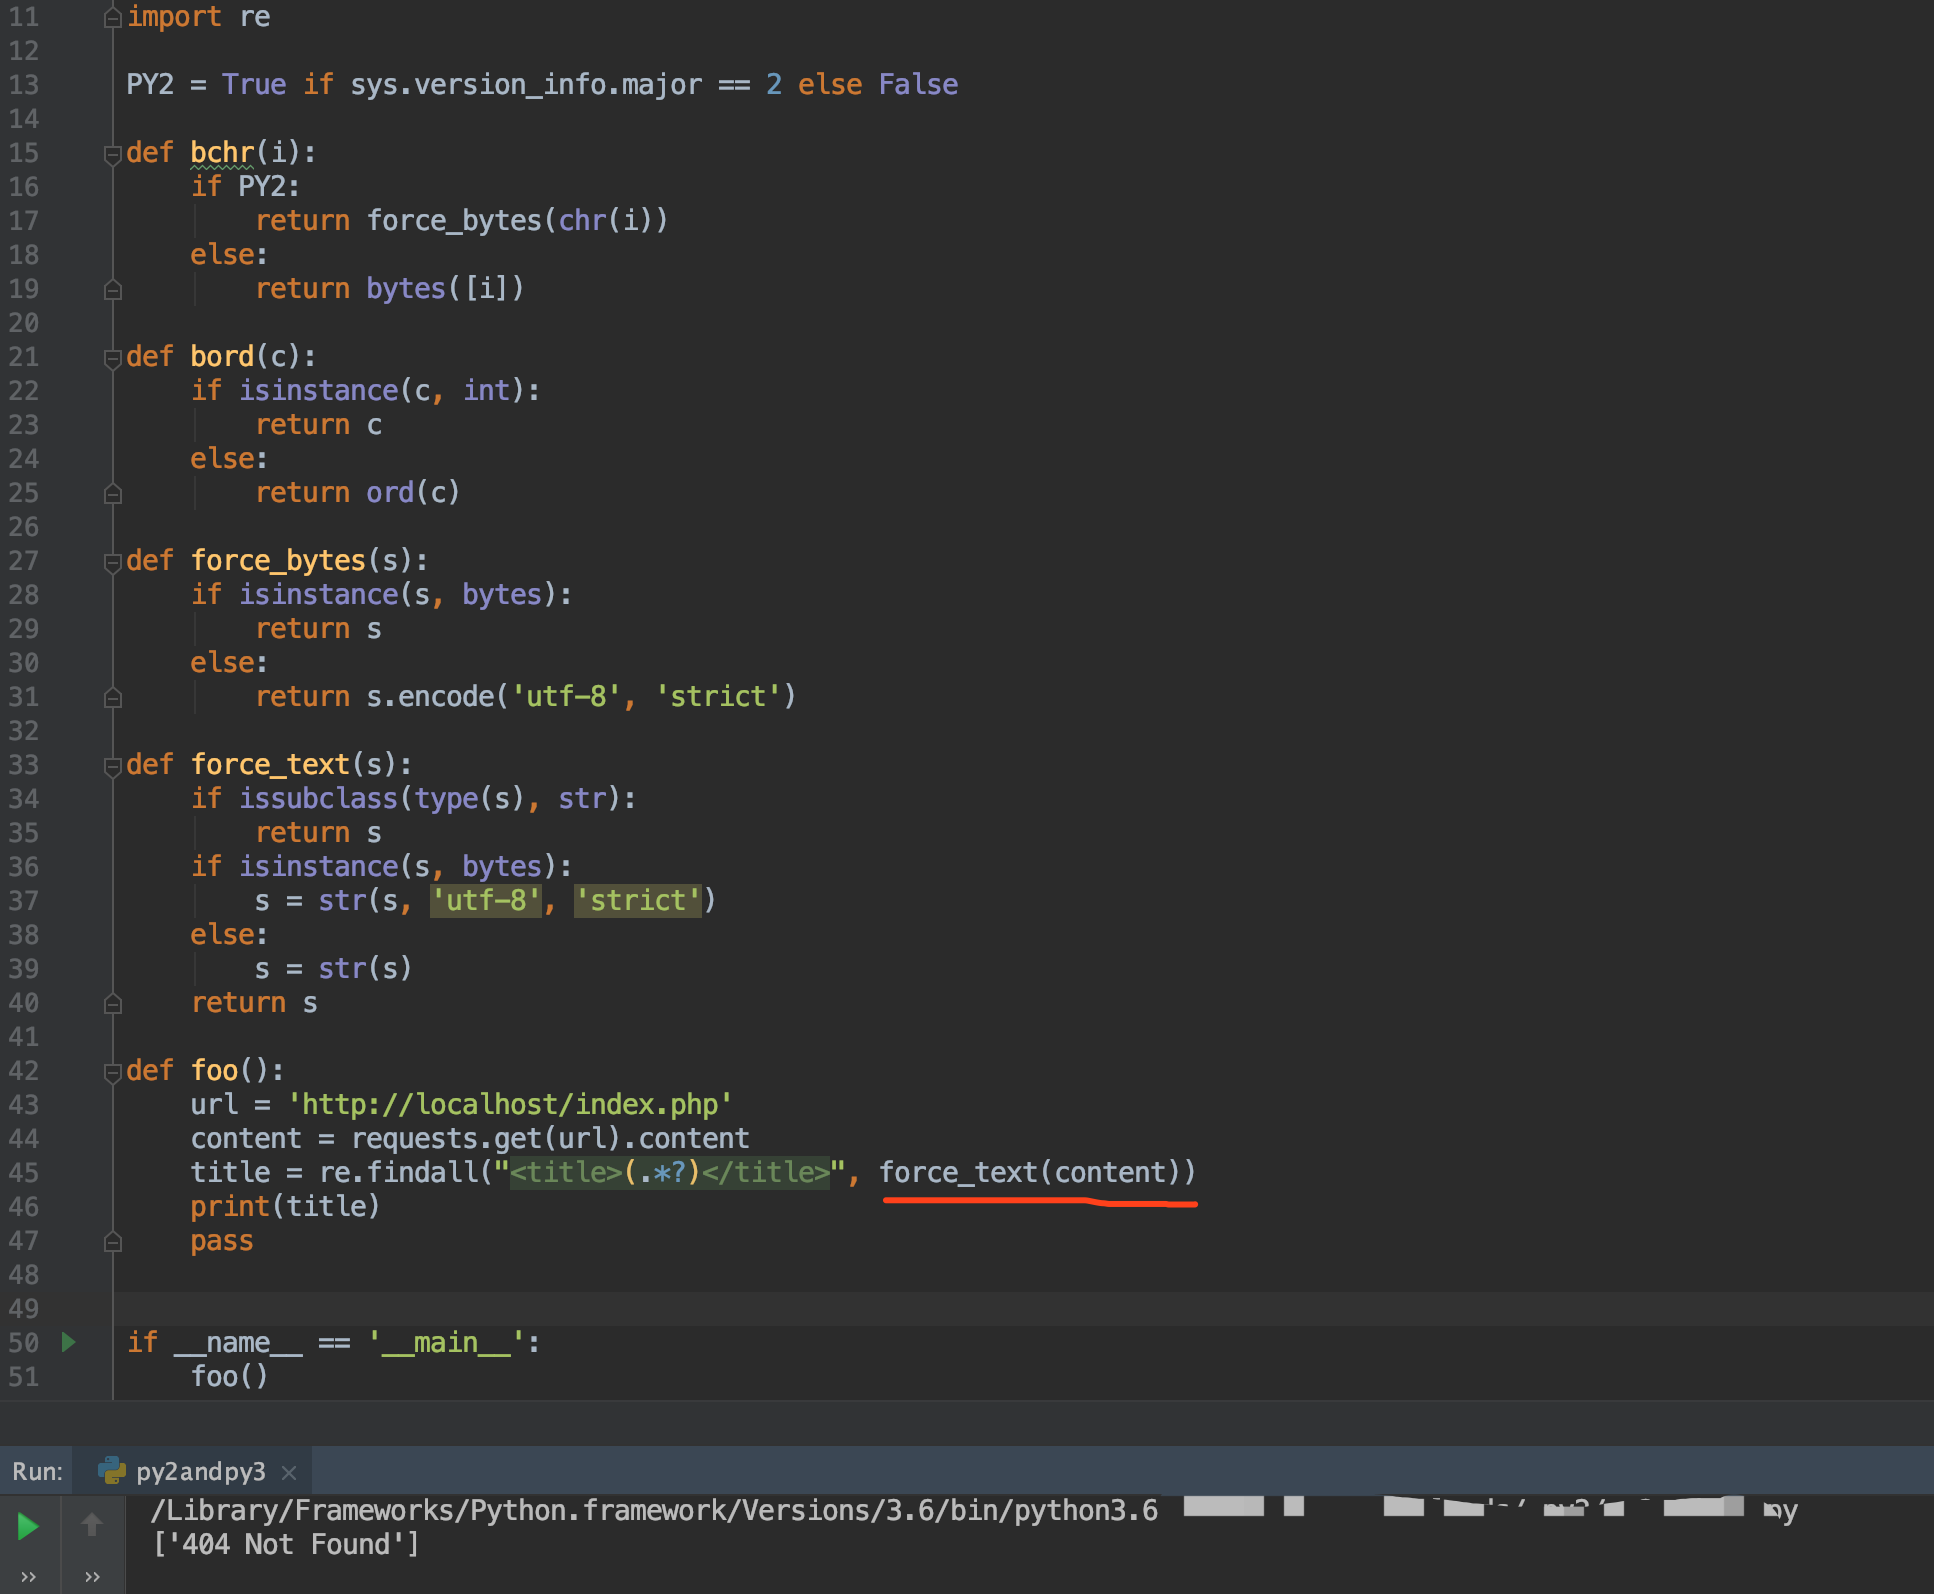 11 import re
12
13 PY2 = True if sys.version_info.major == 2 else False
14
15 def bchr(i):
16     if PY2:
17         return force_bytes(chr(i))
18     else:
19         return bytes([i])
20
21 def bord(c):
22     if isinstance(c, int):
23         return c
24     else:
25         return ord(c)
26
27 def force_bytes(s):
28     if isinstance(s, bytes):
29         return s
30     else:
31         return s.encode('utf-8', 'strict')
32
33 def force_text(s):
34     if issubclass(type(s), str):
35         return s
36     if isinstance(s, bytes):
37         s = str(s, 'utf-8', 'strict')
38     else:
39         s = str(s)
40     return s
41
42 def foo():
43     url = 'http://localhost/index.php'
44     content = requests.get(url).content
45     title = re.findall("<title>(.*?)</title>", force_text(content))
46     print(title)
47     pass
48
49
50 if __name__ == '__main__':
51     foo()
Run: py2andpy3 ×
/Library/Frameworks/Python.framework/Versions/3.6/bin/python3.6
['404 Not Found']